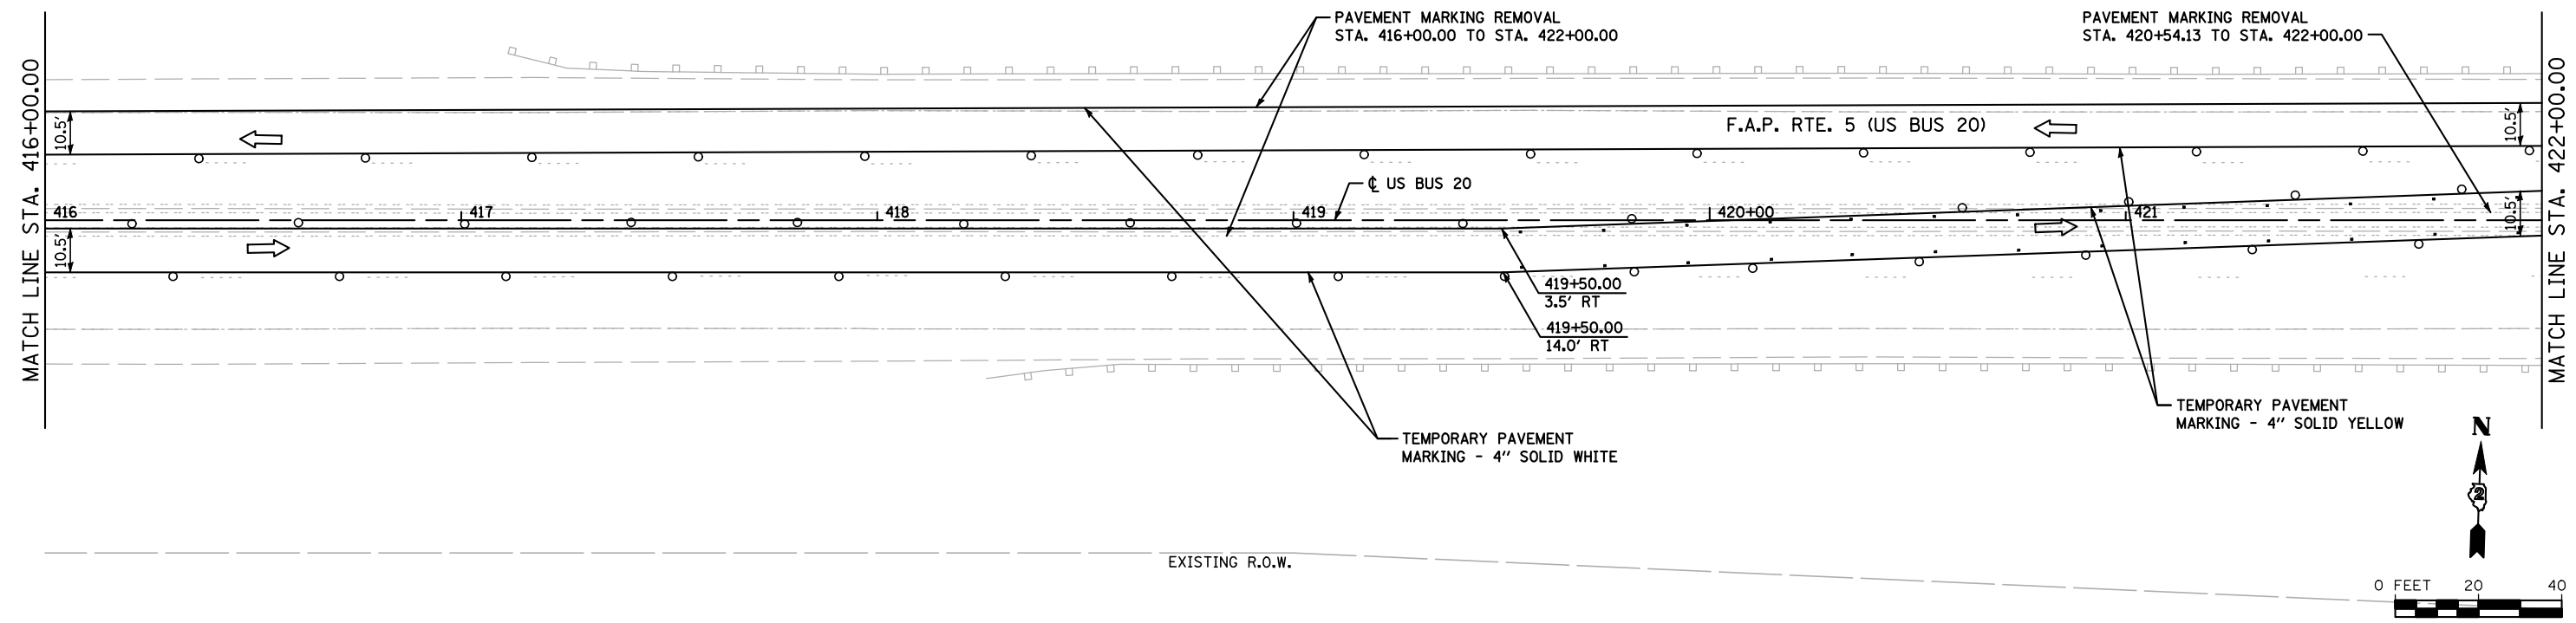 PAVEMENT MARKING REMOVAL
STA. 416+00.00 TO STA. 422+00.00
PAVEMENT MARKING REMOVAL
STA. 420+54.13 TO STA. 422+00.00
MATCH LINE STA. 416+00.00
MATCH LINE STA. 422+00.00
10.5'
F.A.P. RTE. 5 (US BUS 20)
10.5'
℄ US BUS 20
416
417
418
419
420+00
421
10.5'
10.5'
419+50.00
3.5' RT
419+50.00
14.0' RT
TEMPORARY PAVEMENT
MARKING - 4" SOLID YELLOW
TEMPORARY PAVEMENT
MARKING - 4" SOLID WHITE
N
2
EXISTING R.O.W.
0 FEET 20 40